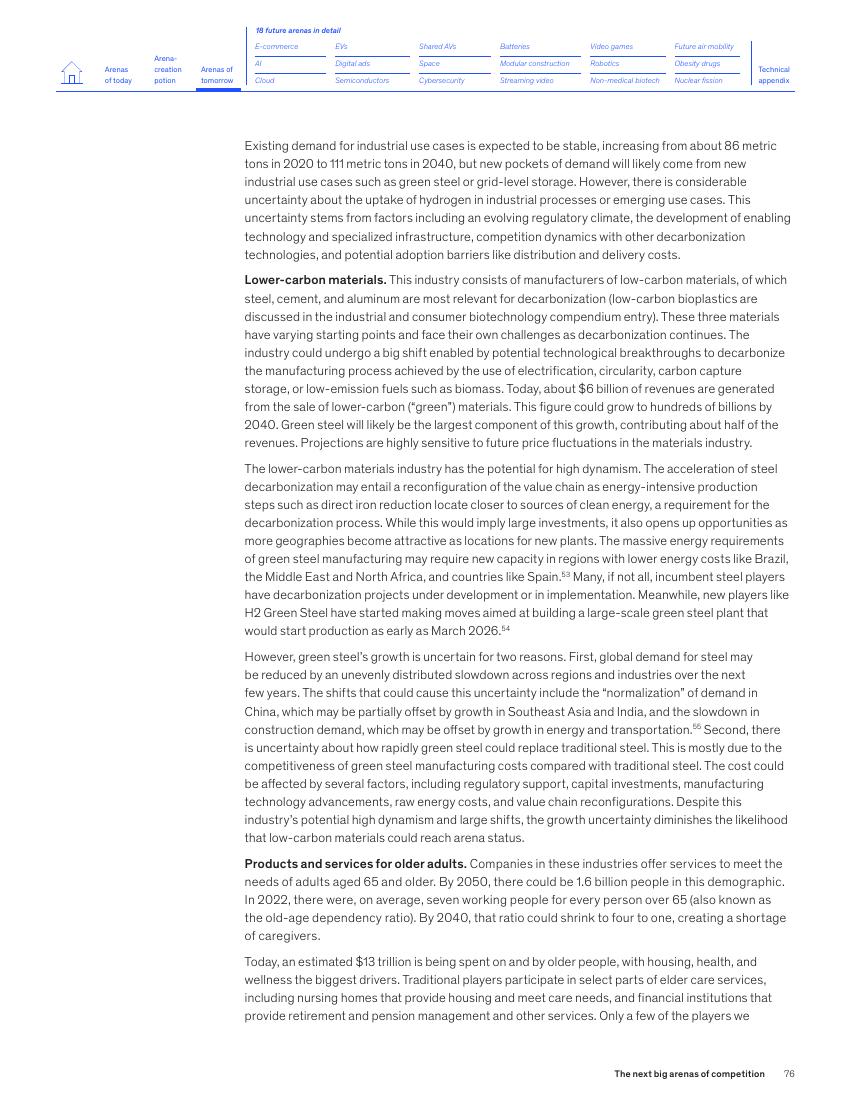 18 future arenas in detail
E-commerce EVs Shared AVs Batteries Video games Future air mobility
Arenas of today
Arena-creation potion
Arenas of tomorrow
AI Digital ads Space Modular construction Robotics Obesity drugs
Cloud Semiconductors Cybersecurity Streaming video Non-medical biotech Nuclear fission
Technical appendix
Existing demand for industrial use cases is expected to be stable, increasing from about 86 metric
tons in 2020 to 111 metric tons in 2040, but new pockets of demand will likely come from new
industrial use cases such as green steel or grid-level storage. However, there is considerable
uncertainty about the uptake of hydrogen in industrial processes or emerging use cases. This
uncertainty stems from factors including an evolving regulatory climate, the development of enabling
technology and specialized infrastructure, competition dynamics with other decarbonization
technologies, and potential adoption barriers like distribution and delivery costs.
Lower-carbon materials. This industry consists of manufacturers of low-carbon materials, of which
steel, cement, and aluminum are most relevant for decarbonization (low-carbon bioplastics are
discussed in the industrial and consumer biotechnology compendium entry). These three materials
have varying starting points and face their own challenges as decarbonization continues. The
industry could undergo a big shift enabled by potential technological breakthroughs to decarbonize
the manufacturing process achieved by the use of electrification, circularity, carbon capture
storage, or low-emission fuels such as biomass. Today, about $6 billion of revenues are generated
from the sale of lower-carbon (“green”) materials. This figure could grow to hundreds of billions by
2040. Green steel will likely be the largest component of this growth, contributing about half of the
revenues. Projections are highly sensitive to future price fluctuations in the materials industry.
The lower-carbon materials industry has the potential for high dynamism. The acceleration of steel
decarbonization may entail a reconfiguration of the value chain as energy-intensive production
steps such as direct iron reduction locate closer to sources of clean energy, a requirement for the
decarbonization process. While this would imply large investments, it also opens up opportunities as
more geographies become attractive as locations for new plants. The massive energy requirements
of green steel manufacturing may require new capacity in regions with lower energy costs like Brazil,
the Middle East and North Africa, and countries like Spain.53 Many, if not all, incumbent steel players
have decarbonization projects under development or in implementation. Meanwhile, new players like
H2 Green Steel have started making moves aimed at building a large-scale green steel plant that
would start production as early as March 2026.54
However, green steel’s growth is uncertain for two reasons. First, global demand for steel may
be reduced by an unevenly distributed slowdown across regions and industries over the next
few years. The shifts that could cause this uncertainty include the “normalization” of demand in
China, which may be partially offset by growth in Southeast Asia and India, and the slowdown in
construction demand, which may be offset by growth in energy and transportation.55 Second, there
is uncertainty about how rapidly green steel could replace traditional steel. This is mostly due to the
competitiveness of green steel manufacturing costs compared with traditional steel. The cost could
be affected by several factors, including regulatory support, capital investments, manufacturing
technology advancements, raw energy costs, and value chain reconfigurations. Despite this
industry’s potential high dynamism and large shifts, the growth uncertainty diminishes the likelihood
that low-carbon materials could reach arena status.
Products and services for older adults. Companies in these industries offer services to meet the
needs of adults aged 65 and older. By 2050, there could be 1.6 billion people in this demographic.
In 2022, there were, on average, seven working people for every person over 65 (also known as
the old-age dependency ratio). By 2040, that ratio could shrink to four to one, creating a shortage
of caregivers.
Today, an estimated $13 trillion is being spent on and by older people, with housing, health, and
wellness the biggest drivers. Traditional players participate in select parts of elder care services,
including nursing homes that provide housing and meet care needs, and financial institutions that
provide retirement and pension management and other services. Only a few of the players we
The next big arenas of competition 76